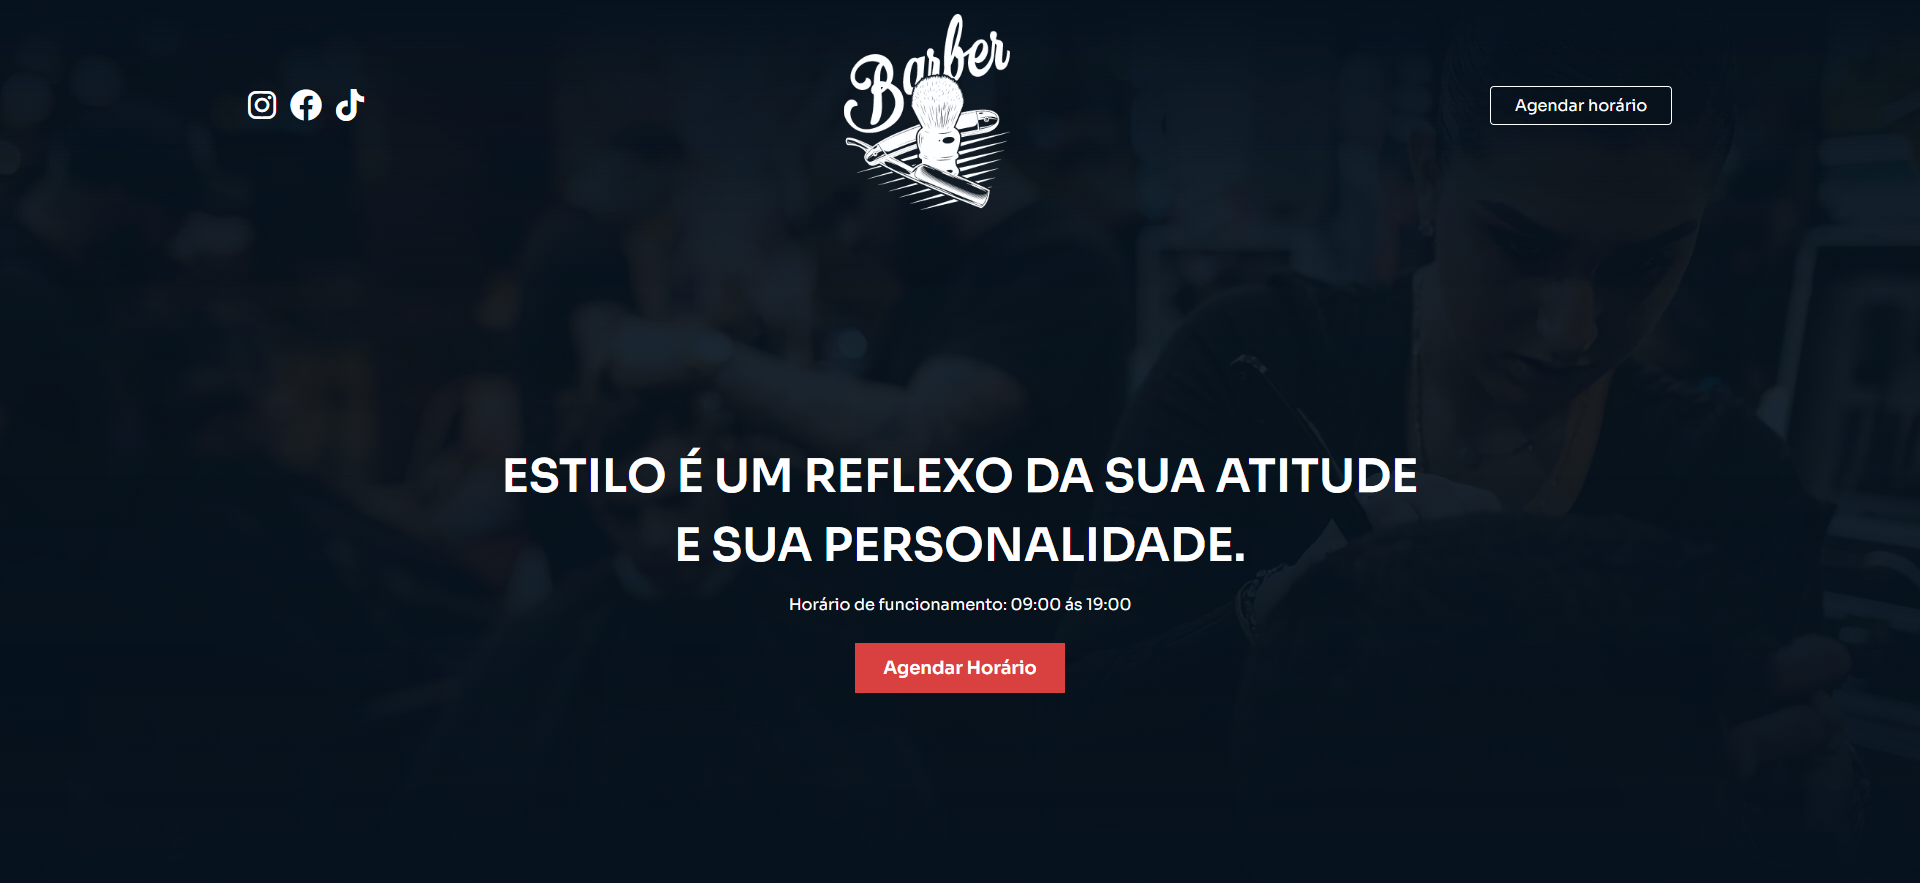 Barber
Agendar horário
ESTILO É UM REFLEXO DA SUA ATITUDE
E SUA PERSONALIDADE.
Horário de funcionamento: 09:00 ás 19:00
Agendar Horário